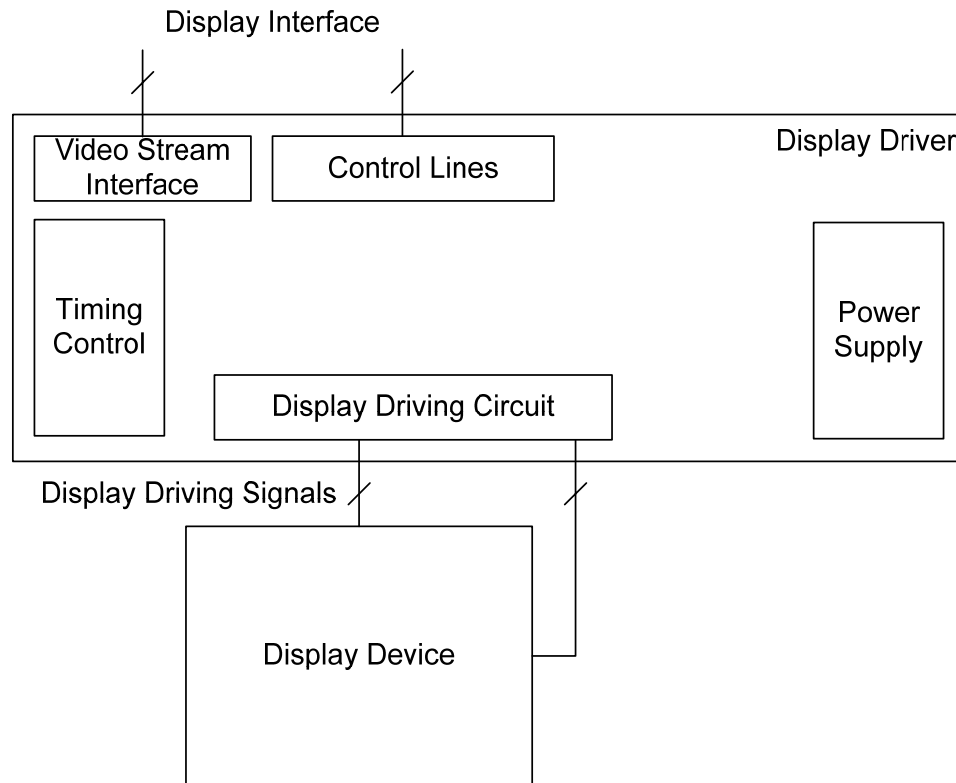 Display Interface
Video Stream
Interface
Control Lines
Display Driver
Timing
Control
Power
Supply
Display Driving Circuit
Display Driving Signals
Display Device